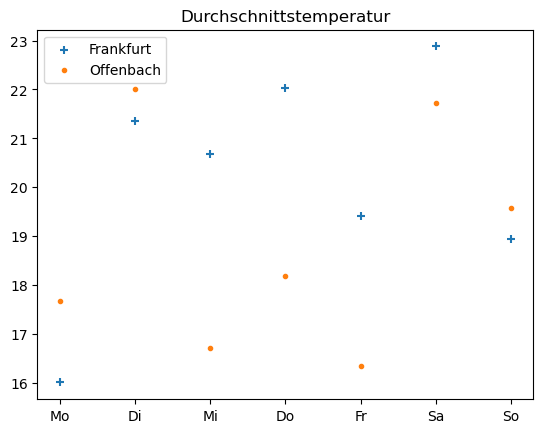 Durchschnittstemperatur
Frankfurt
Offenbach
23
22
21
20
19
18
17
16
Mo Di Mi Do Fr Sa So